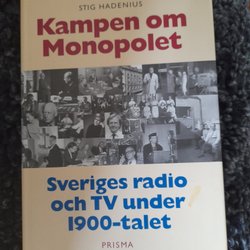 STIG HADENIUS
Kampen om
Monopolet
Sveriges radio
och TV under
1900-talet
PRISMA